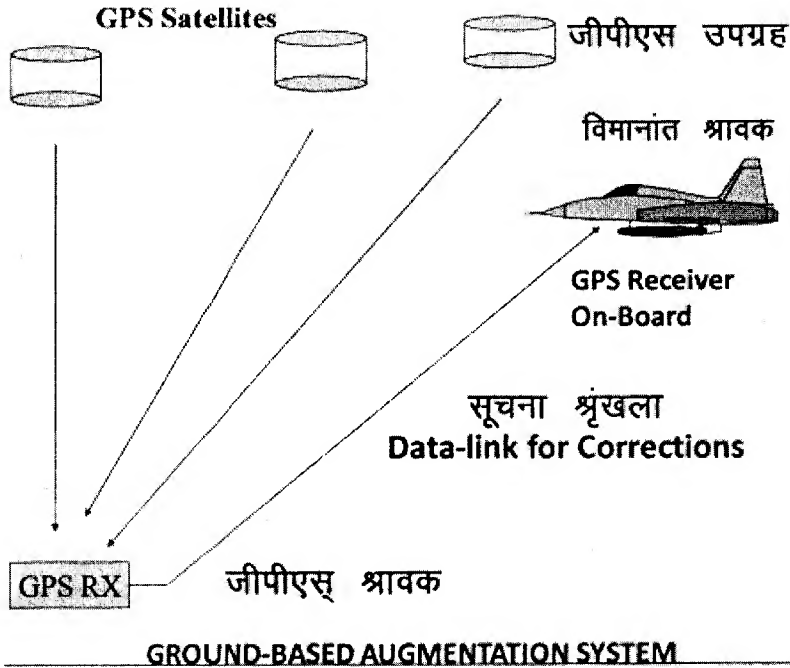 GPS Satellites
जीपीएस उपग्रह
विमानांत श्रावक
GPS Receiver
On-Board
सूचना श्रृंखला
Data-link for Corrections
GPS RX
जीपीएस् श्रावक
GROUND-BASED AUGMENTATION SYSTEM